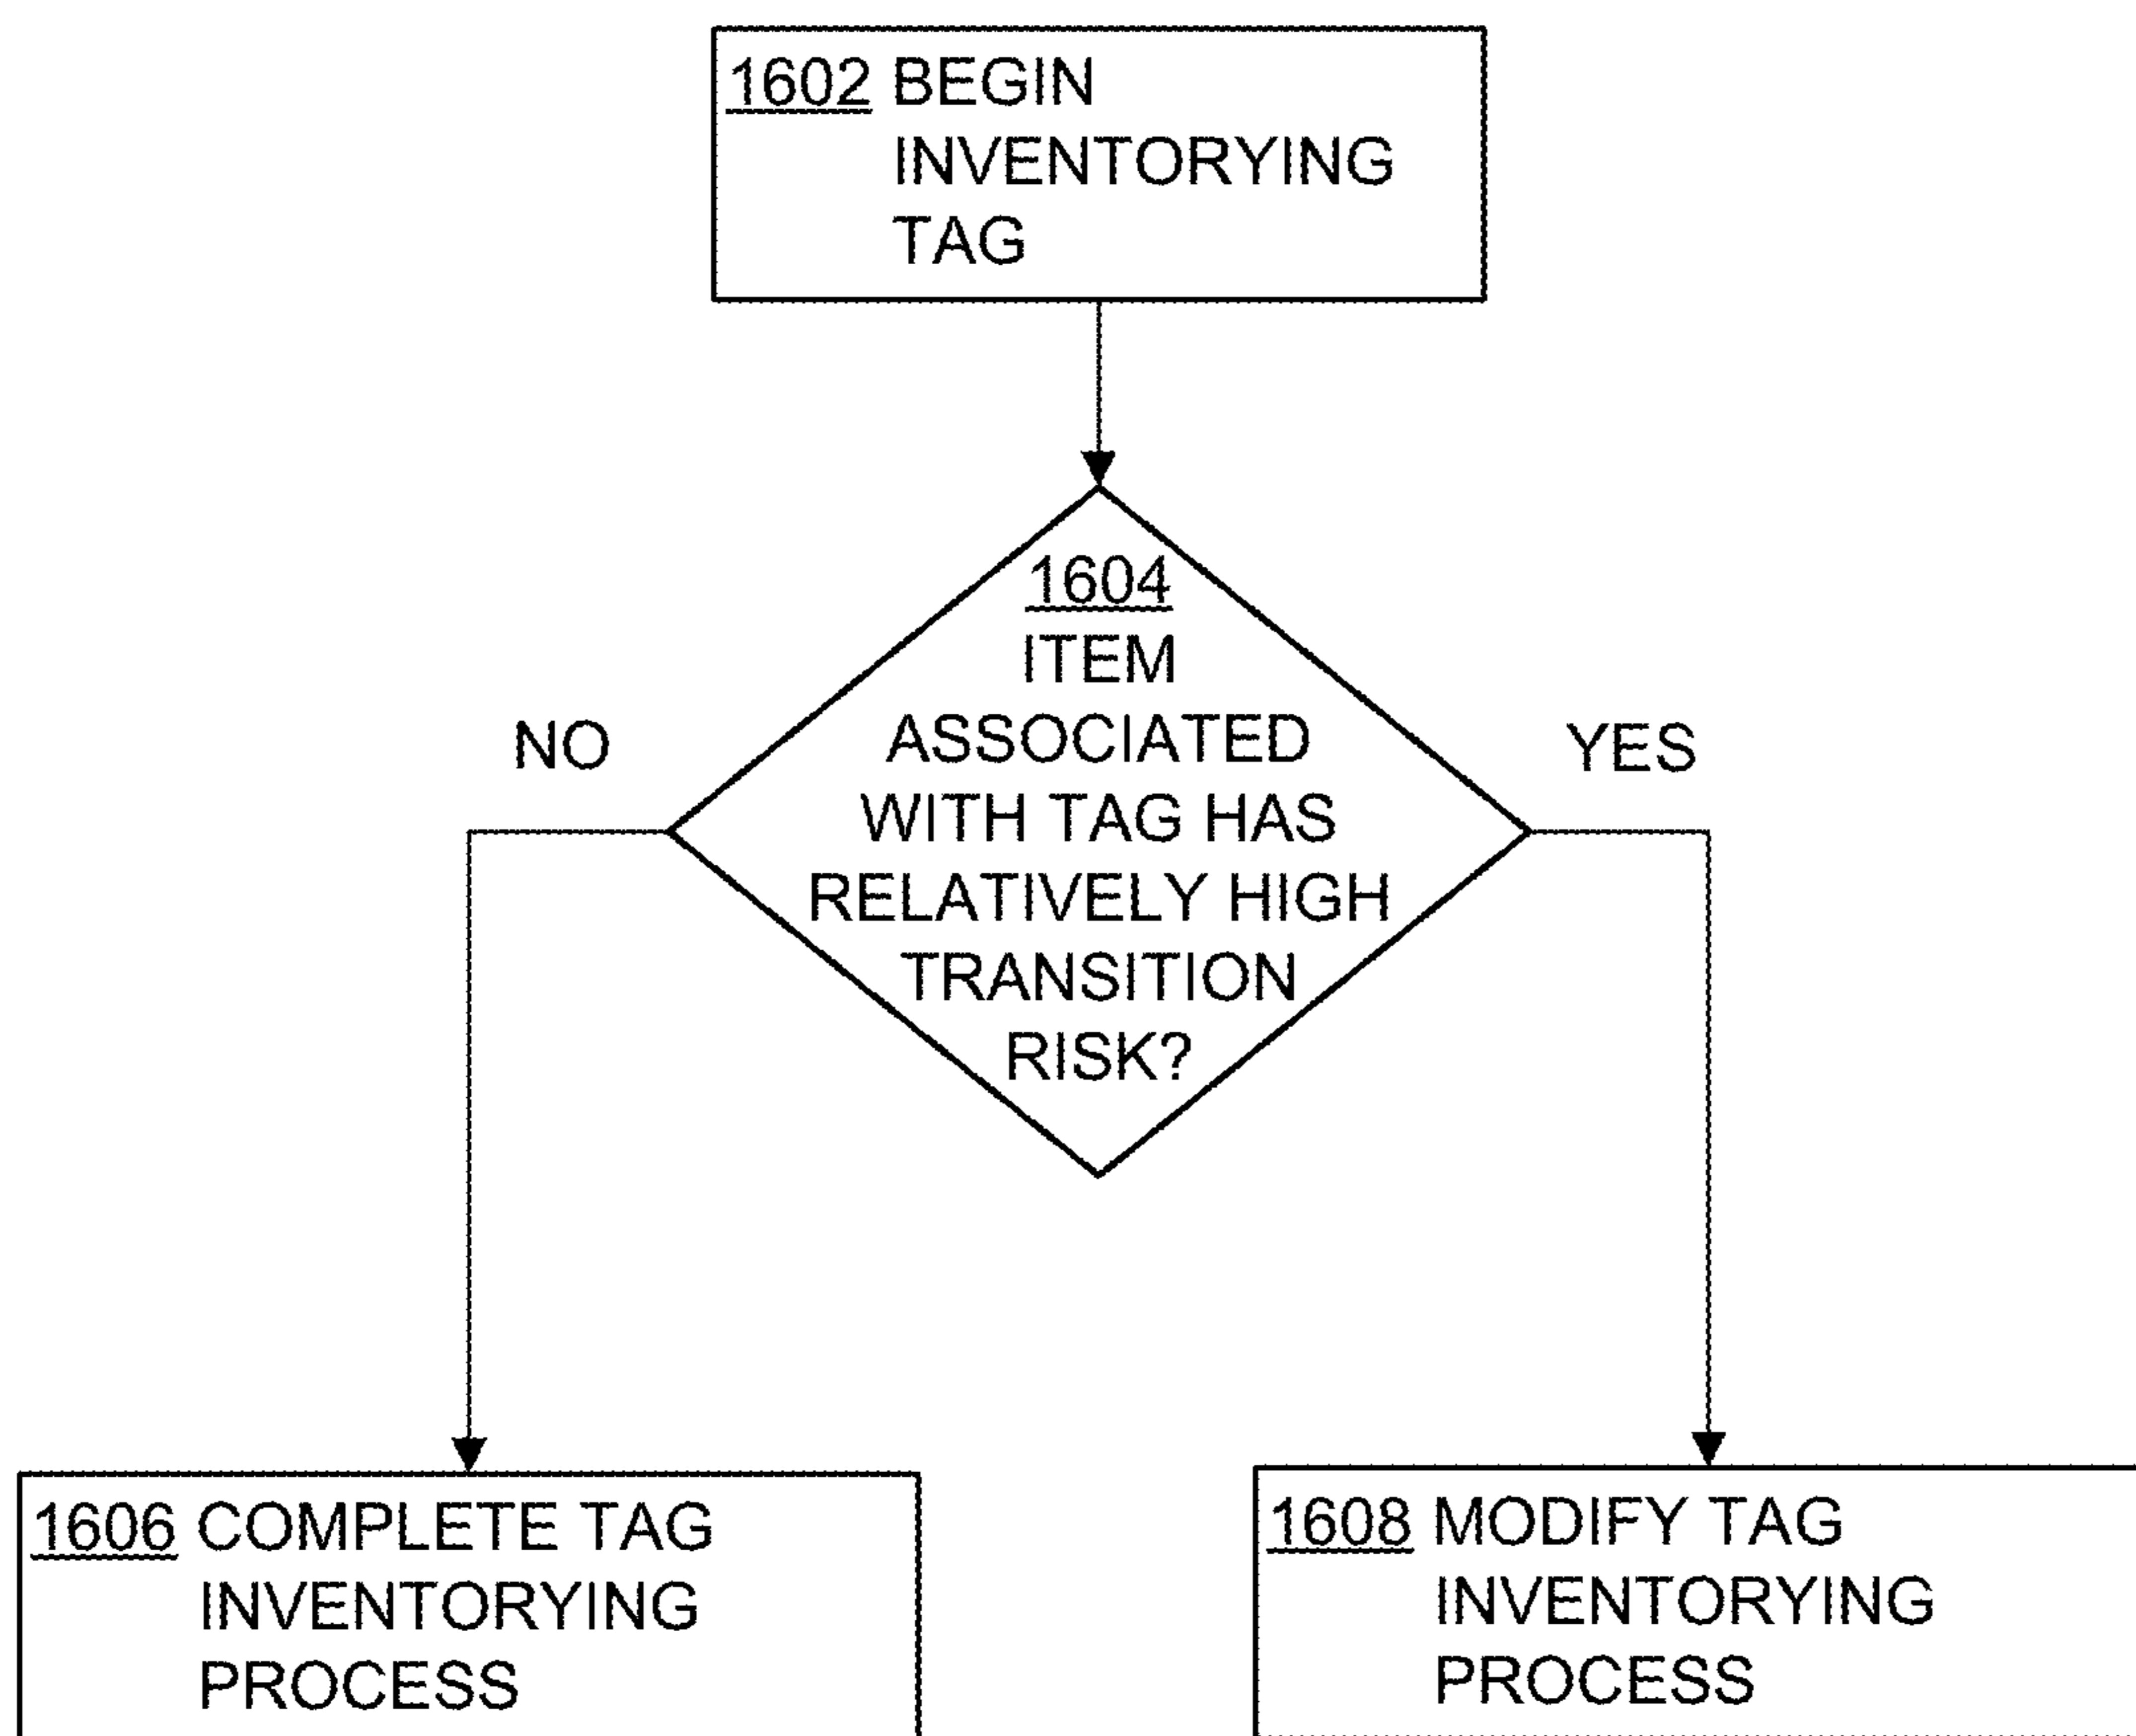 1602 BEGIN
INVENTORYING
TAG
1604
ITEM
ASSOCIATED
WITH TAG HAS
RELATIVELY HIGH
TRANSITION
RISK?
NO
YES
1606 COMPLETE TAG
INVENTORYING
PROCESS
1608 MODIFY TAG
INVENTORYING
PROCESS